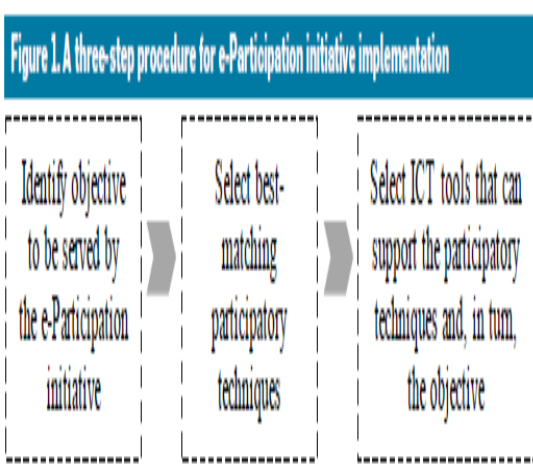 Figure 1. A three-step procedure for e-Participation initiative implementation
Identify objective
to be served by
the e-Participation
initiative
Select best-
matching
participatory
techniques
Select ICT tools that can
support the participatory
techniques and, in turn,
the objective